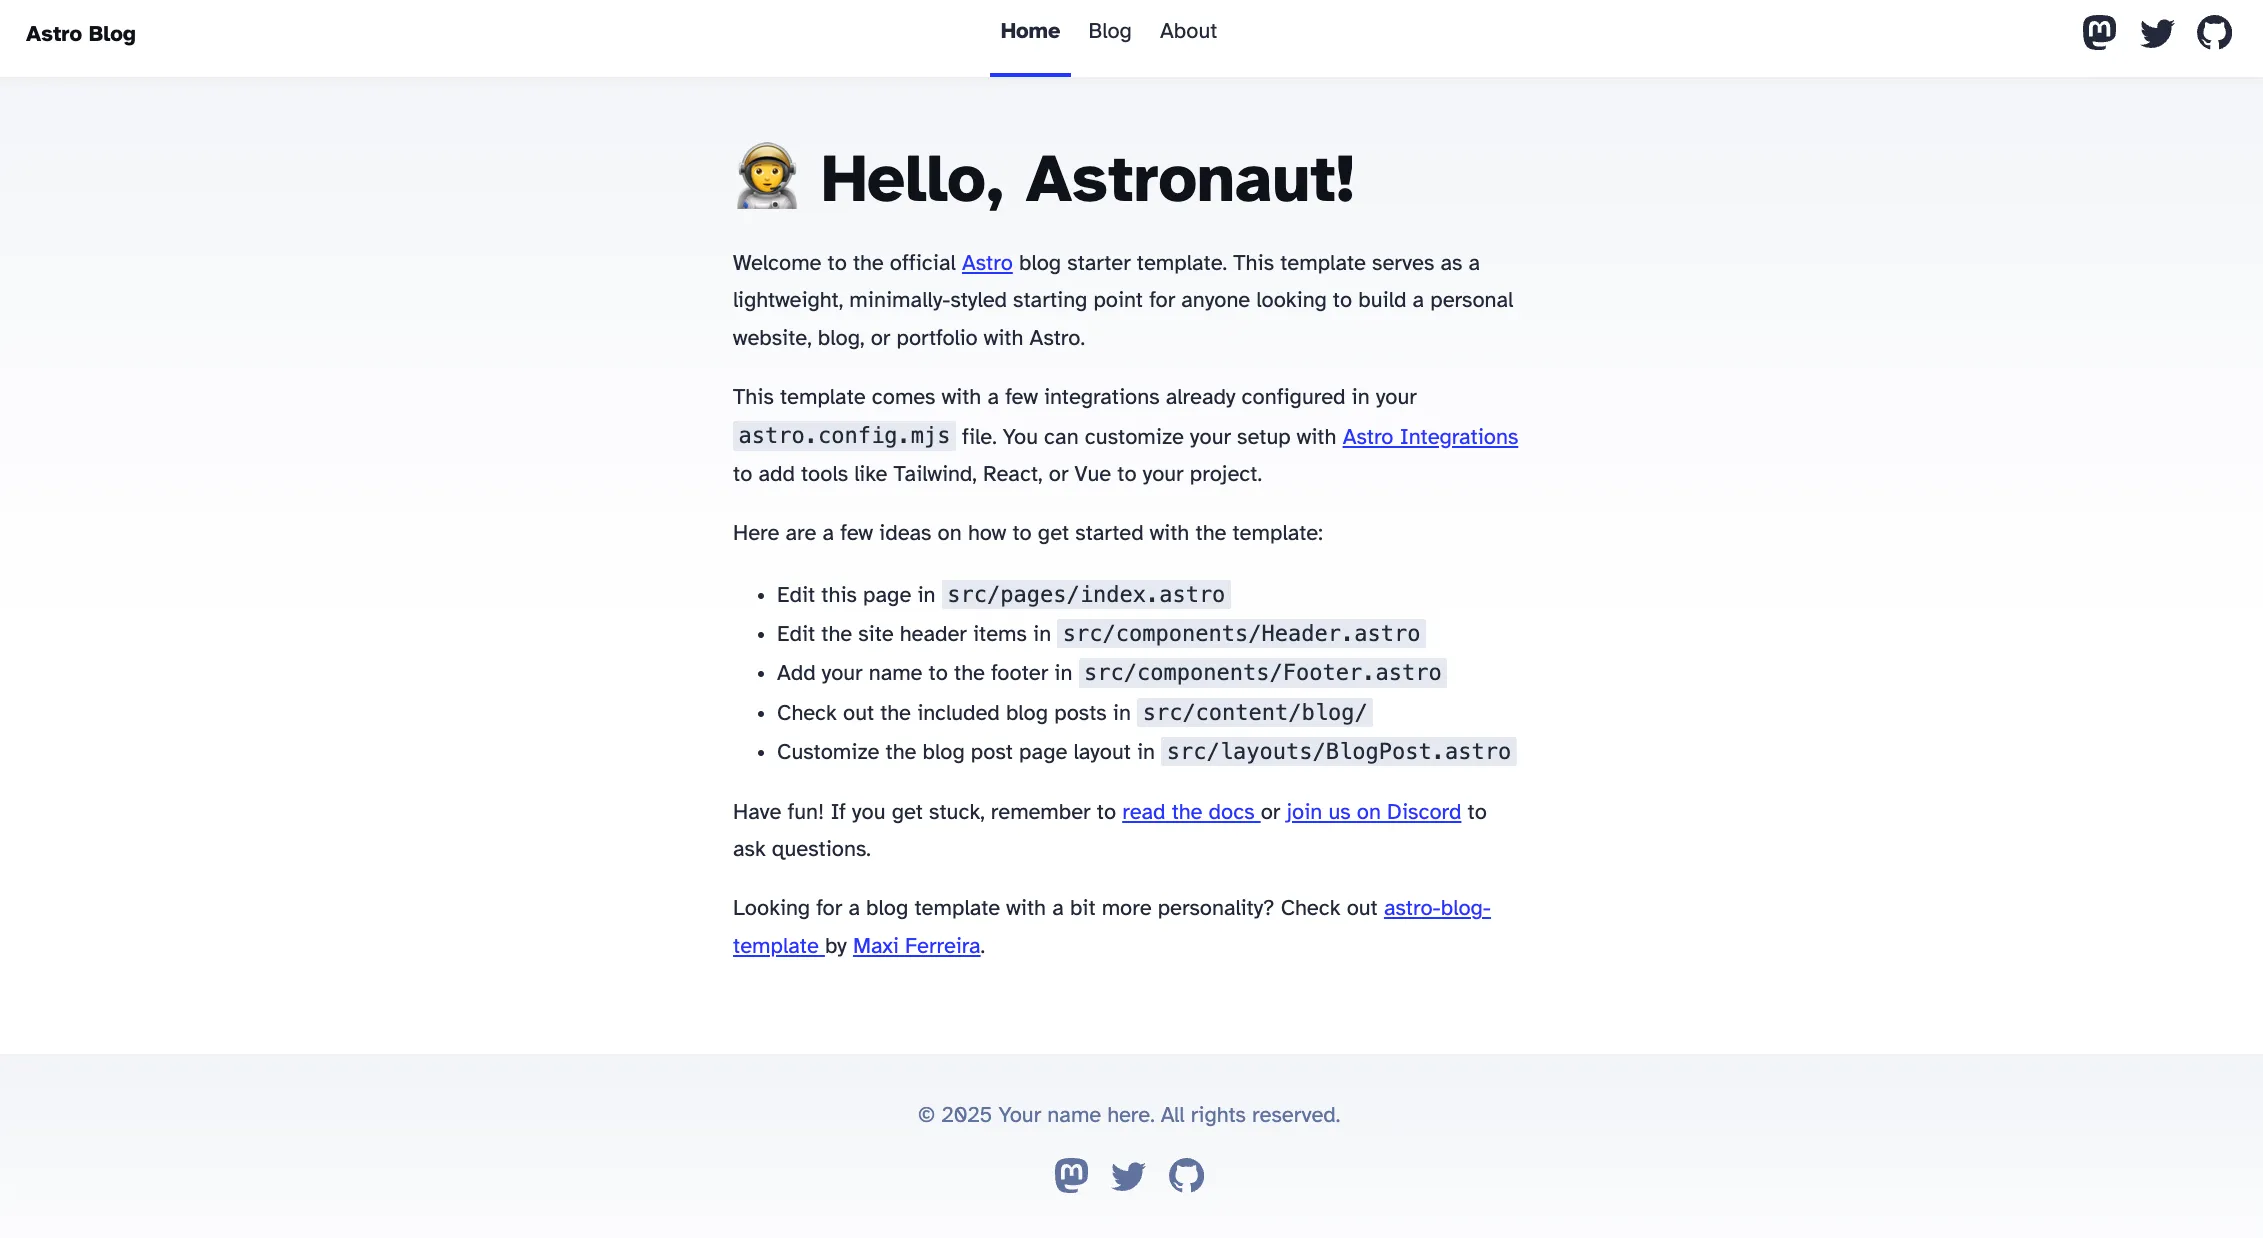 Astro Blog
Home Blog About
🧑‍🚀 Hello, Astronaut!
Welcome to the official Astro blog starter template. This template serves as a
lightweight, minimally-styled starting point for anyone looking to build a personal
website, blog, or portfolio with Astro.
This template comes with a few integrations already configured in your
astro.config.mjs file. You can customize your setup with Astro Integrations
to add tools like Tailwind, React, or Vue to your project.
Here are a few ideas on how to get started with the template:
• Edit this page in src/pages/index.astro
• Edit the site header items in src/components/Header.astro
• Add your name to the footer in src/components/Footer.astro
• Check out the included blog posts in src/content/blog/
• Customize the blog post page layout in src/layouts/BlogPost.astro
Have fun! If you get stuck, remember to read the docs or join us on Discord to
ask questions.
Looking for a blog template with a bit more personality? Check out astro-blog-
template by Maxi Ferreira.
© 2025 Your name here. All rights reserved.